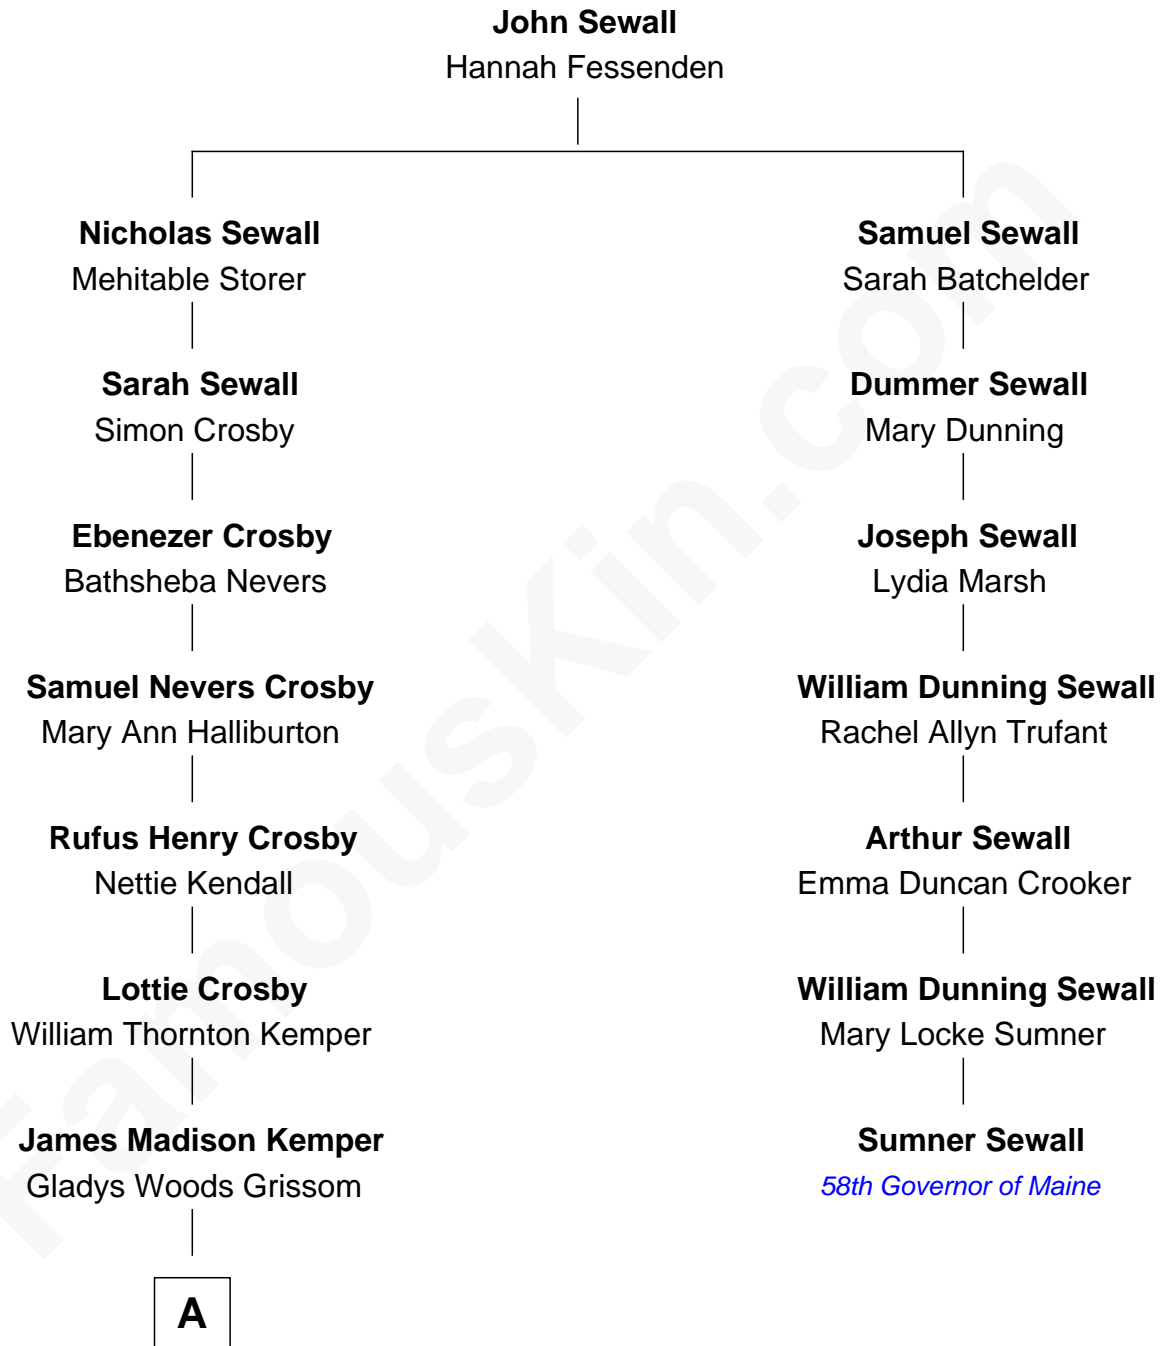 John Sewall
Hannah Fessenden
Nicholas Sewall
Mehitable Storer
Samuel Sewall
Sarah Batchelder
Sarah Sewall
Simon Crosby
Dummer Sewall
Mary Dunning
Ebenezer Crosby
Bathsheba Nevers
Joseph Sewall
Lydia Marsh
Samuel Nevers Crosby
Mary Ann Halliburton
William Dunning Sewall
Rachel Allyn Trufant
Rufus Henry Crosby
Nettie Kendall
Arthur Sewall
Emma Duncan Crooker
Lottie Crosby
William Thornton Kemper
William Dunning Sewall
Mary Locke Sumner
James Madison Kemper
Gladys Woods Grissom
Sumner Sewall
58th Governor of Maine
A
FamousKin.com